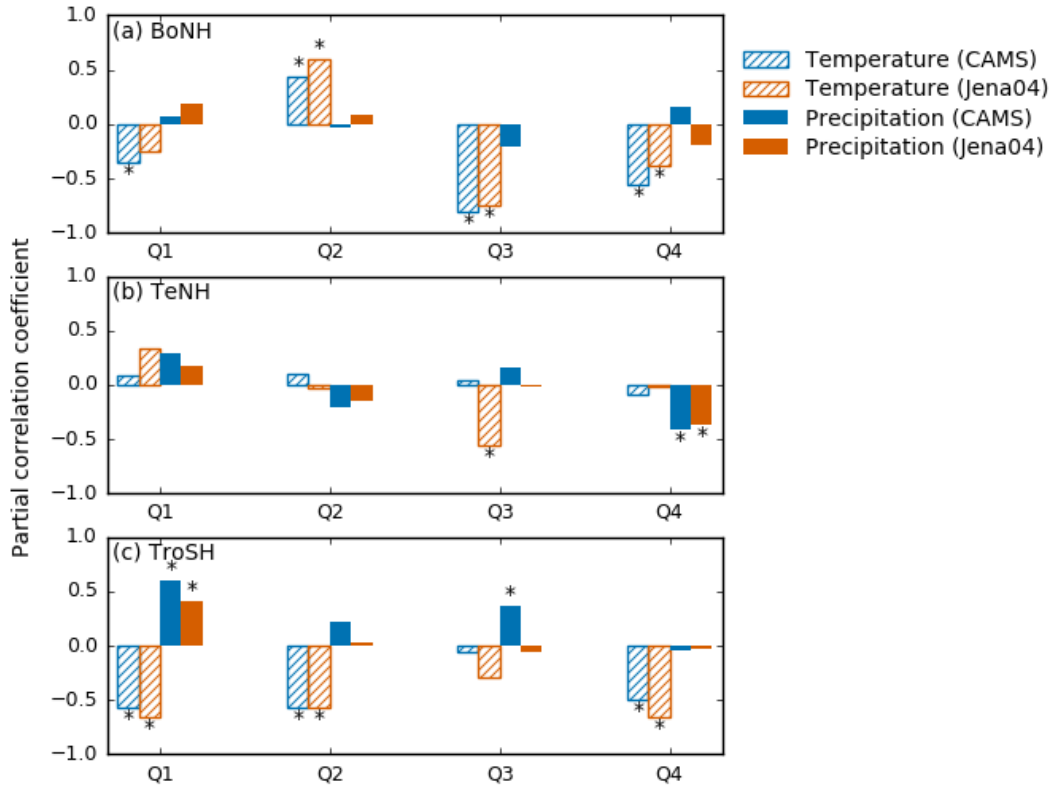 1.0
(a) BoNH
0.5
0.0
−0.5
−1.0
Q1 Q2 Q3 Q4
* * * * * * *
Temperature (CAMS)
Temperature (Jena04)
Precipitation (CAMS)
Precipitation (Jena04)
Partial correlation coefficient
1.0
(b) TeNH
0.5
0.0
−0.5
−1.0
Q1 Q2 Q3 Q4
* * *
1.0
(c) TroSH
0.5
0.0
−0.5
−1.0
Q1 Q2 Q3 Q4
* * * * * * * * *